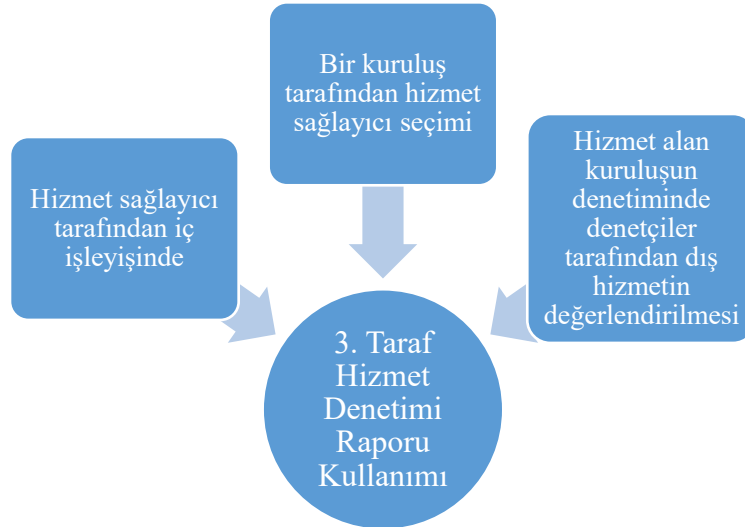 Hizmet sağlayıcı
tarafından iç
işleyişinde
Bir kuruluş
tarafından hizmet
sağlayıcı seçimi
Hizmet alan
kuruluşun
denetiminde
denetçiler
tarafından dış
hizmetin
değerlendirilmesi
3. Taraf
Hizmet
Denetimi
Raporu
Kullanımı